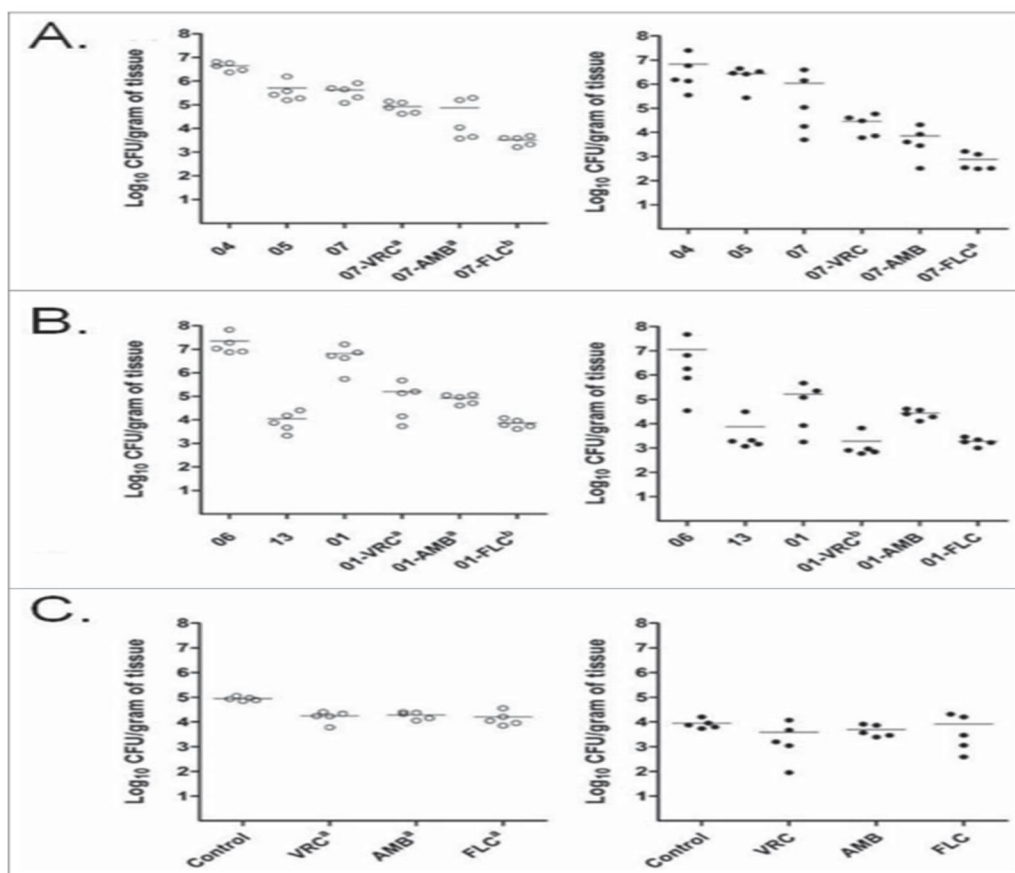 A.
Log₁₀ CFU/gram of tissue
8
7
6
5
4
3
2
1
04
05
07
07-VRCᵃ
07-AMBᵃ
07-FLCᵇ
Log₁₀ CFU/gram of tissue
8
7
6
5
4
3
2
1
04
05
07
07-VRC
07-AMB
07-FLCᵃ
B.
Log₁₀ CFU/gram of tissue
8
7
6
5
4
3
2
1
06
13
01
01-VRCᵃ
01-AMBᵃ
01-FLCᵇ
Log₁₀ CFU/gram of tissue
8
7
6
5
4
3
2
1
06
13
01
01-VRCᵇ
01-AMB
01-FLC
C.
Log₁₀ CFU/gram of tissue
8
7
6
5
4
3
2
1
Control
VRCᵃ
AMBᵃ
FLCᵃ
Log₁₀ CFU/gram of tissue
8
7
6
5
4
3
2
1
Control
VRC
AMB
FLC